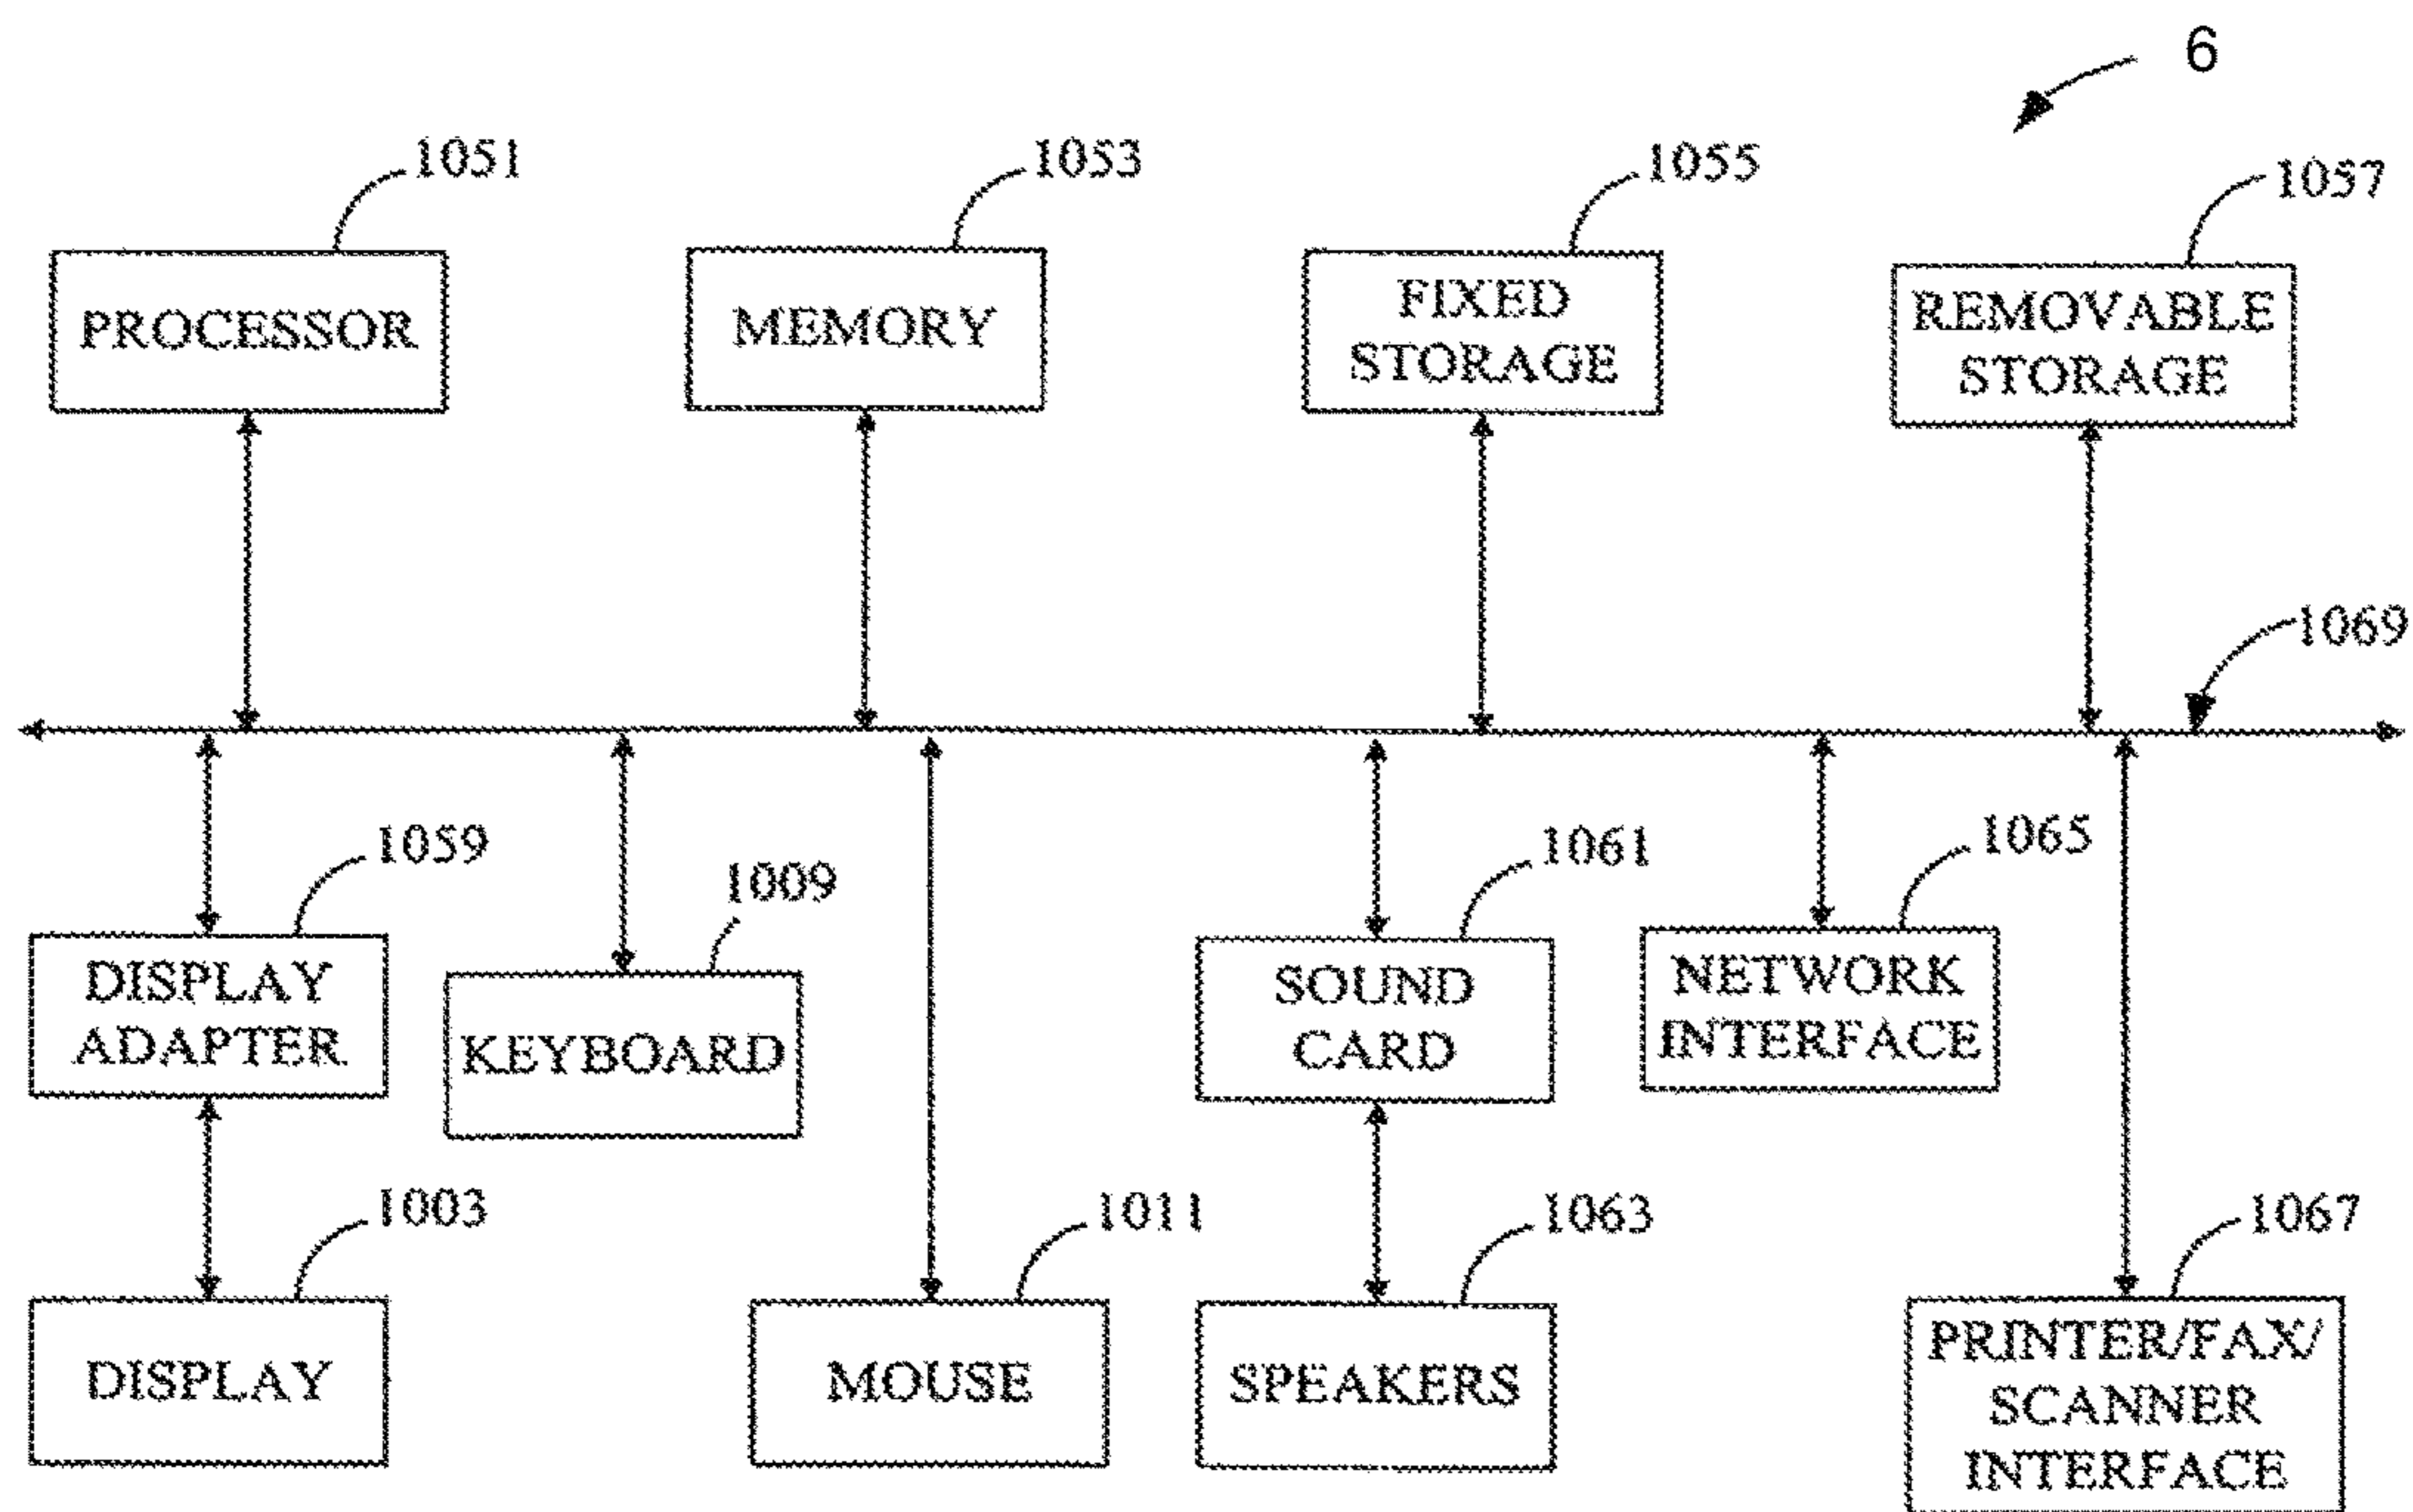 6
1051
1053
1055
1057
PROCESSOR
MEMORY
FIXED
STORAGE
REMOVABLE
STORAGE
1069
1059
1009
1061
1065
DISPLAY
ADAPTER
KEYBOARD
SOUND
CARD
NETWORK
INTERFACE
1003
1011
1063
1067
DISPLAY
MOUSE
SPEAKERS
PRINTER/FAX/
SCANNER
INTERFACE